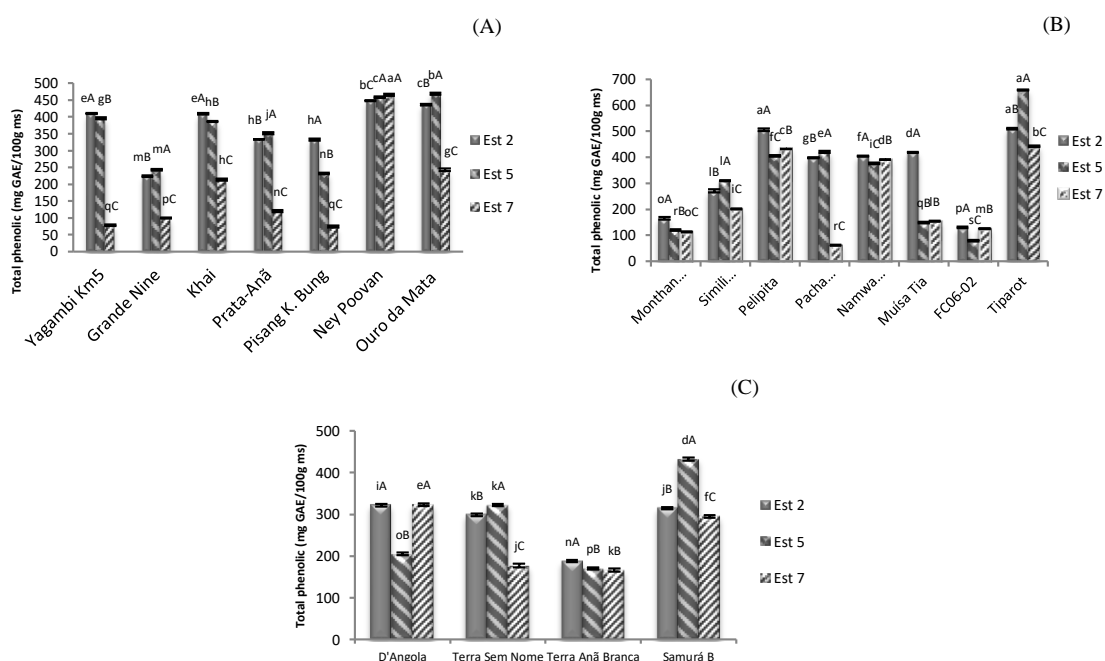 (A)
Total phenolic (mg GAE/100g ms)
500
450
400
350
300
250
200
150
100
50
0
eA gB qC
mB mA pC
eA hB hC
hB jA nC
hA nB qC
bC cA aA
cB bA gC
Yagambi Km5
Grande Nine
Khai
Prata-Anã
Pisang K. Bung
Ney Poovan
Ouro da Mata
Est 2
Est 5
Est 7
(B)
Total phenolic (mg GAE/100g ms)
700
600
500
400
300
200
100
0
oA rB oC
lB lA iC
aA fC cB
gB eA rC
fA iC dB
dA qB lB
pA sC mB
aB aA bC
Monthan...
Simili...
Pelipita
Pacha...
Namwa...
Muísa Tia
FC06-02
Tiparot
Est 2
Est 5
Est 7
(C)
Total phenolic (mg GAE/100g ms)
500
400
300
200
100
0
iA oB eA
kB kA jC
nA pB kB
jB dA fC
D'Angola
Terra Sem Nome
Terra Anã Branca
Samurá B
Est 2
Est 5
Est 7